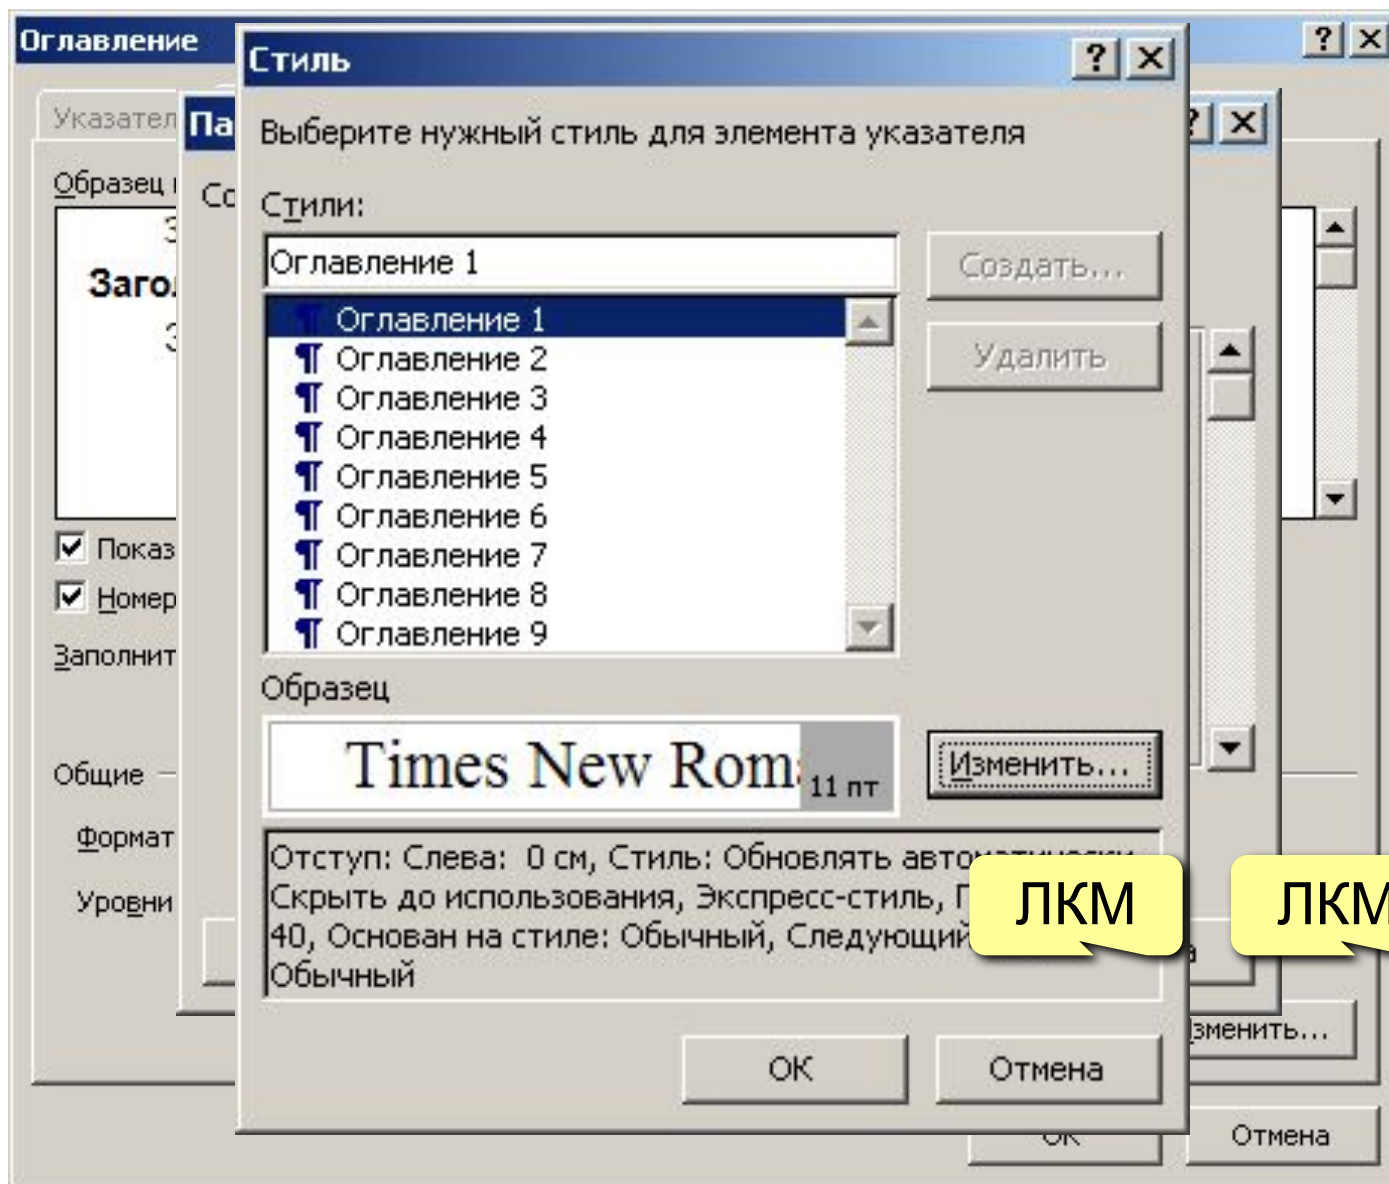 Оглавление
Стиль
Выберите нужный стиль для элемента указателя
Стили:
Оглавление 1
Создать...
Удалить
Оглавление 1
Оглавление 2
Оглавление 3
Оглавление 4
Оглавление 5
Оглавление 6
Оглавление 7
Оглавление 8
Оглавление 9
Образец
Times New Rom
11 пт
Изменить...
Отступ: Слева: 0 см, Стиль: Обновлять
Скрыть до использования, Экспресс-стиль,
40, Основан на стиле: Обычный, Следующий
Обычный
ЛКМ
ЛКМ
ОК
Отмена
Указател
Па
Образец
Со
Заго
Показ
Номер
Заполнит
Общие
Формат
Уровни
зменить...
ОК
Отмена